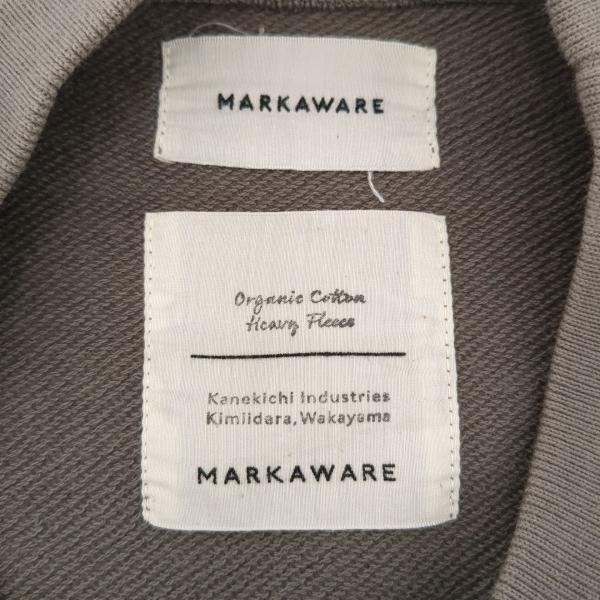 MARKAWARE
Organic Cotton
Heavy Fleece
Kanekichi Industries
Kimiidera, Wakayama
MARKAWARE